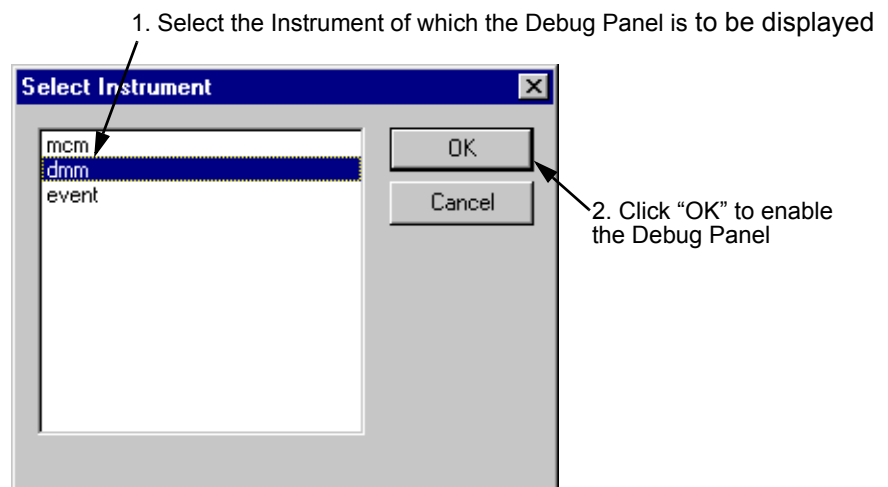 1. Select the Instrument of which the Debug Panel is to be displayed
Select Instrument
mcm
dmm
event
OK
Cancel
2. Click “OK” to enable
the Debug Panel